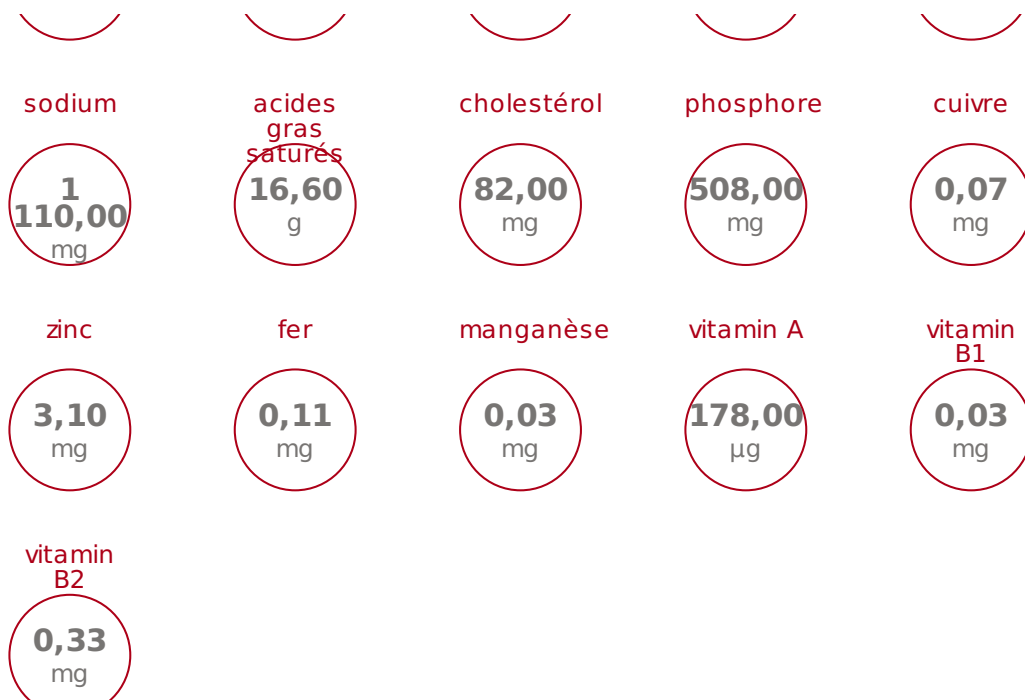 sodium
1
110,00
mg
acides
gras
saturés
16,60
g
cholestérol
82,00
mg
phosphore
508,00
mg
cuivre
0,07
mg
zinc
3,10
mg
fer
0,11
mg
manganèse
0,03
mg
vitamin A
178,00
µg
vitamin
B1
0,03
mg
vitamin
B2
0,33
mg